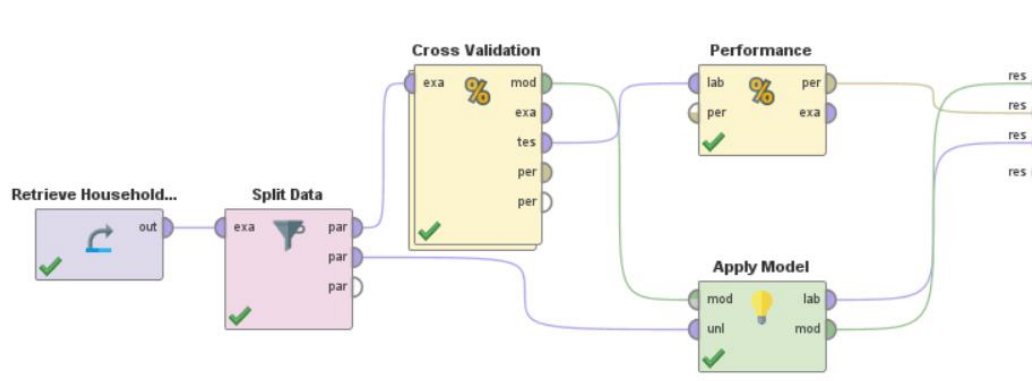 Cross Validation
exa
mod
exa
tes
per
per
Performance
lab
per
per
exa
res
res
res
res
Retrieve Household...
out
Split Data
exa
par
par
par
Apply Model
mod
lab
unl
mod